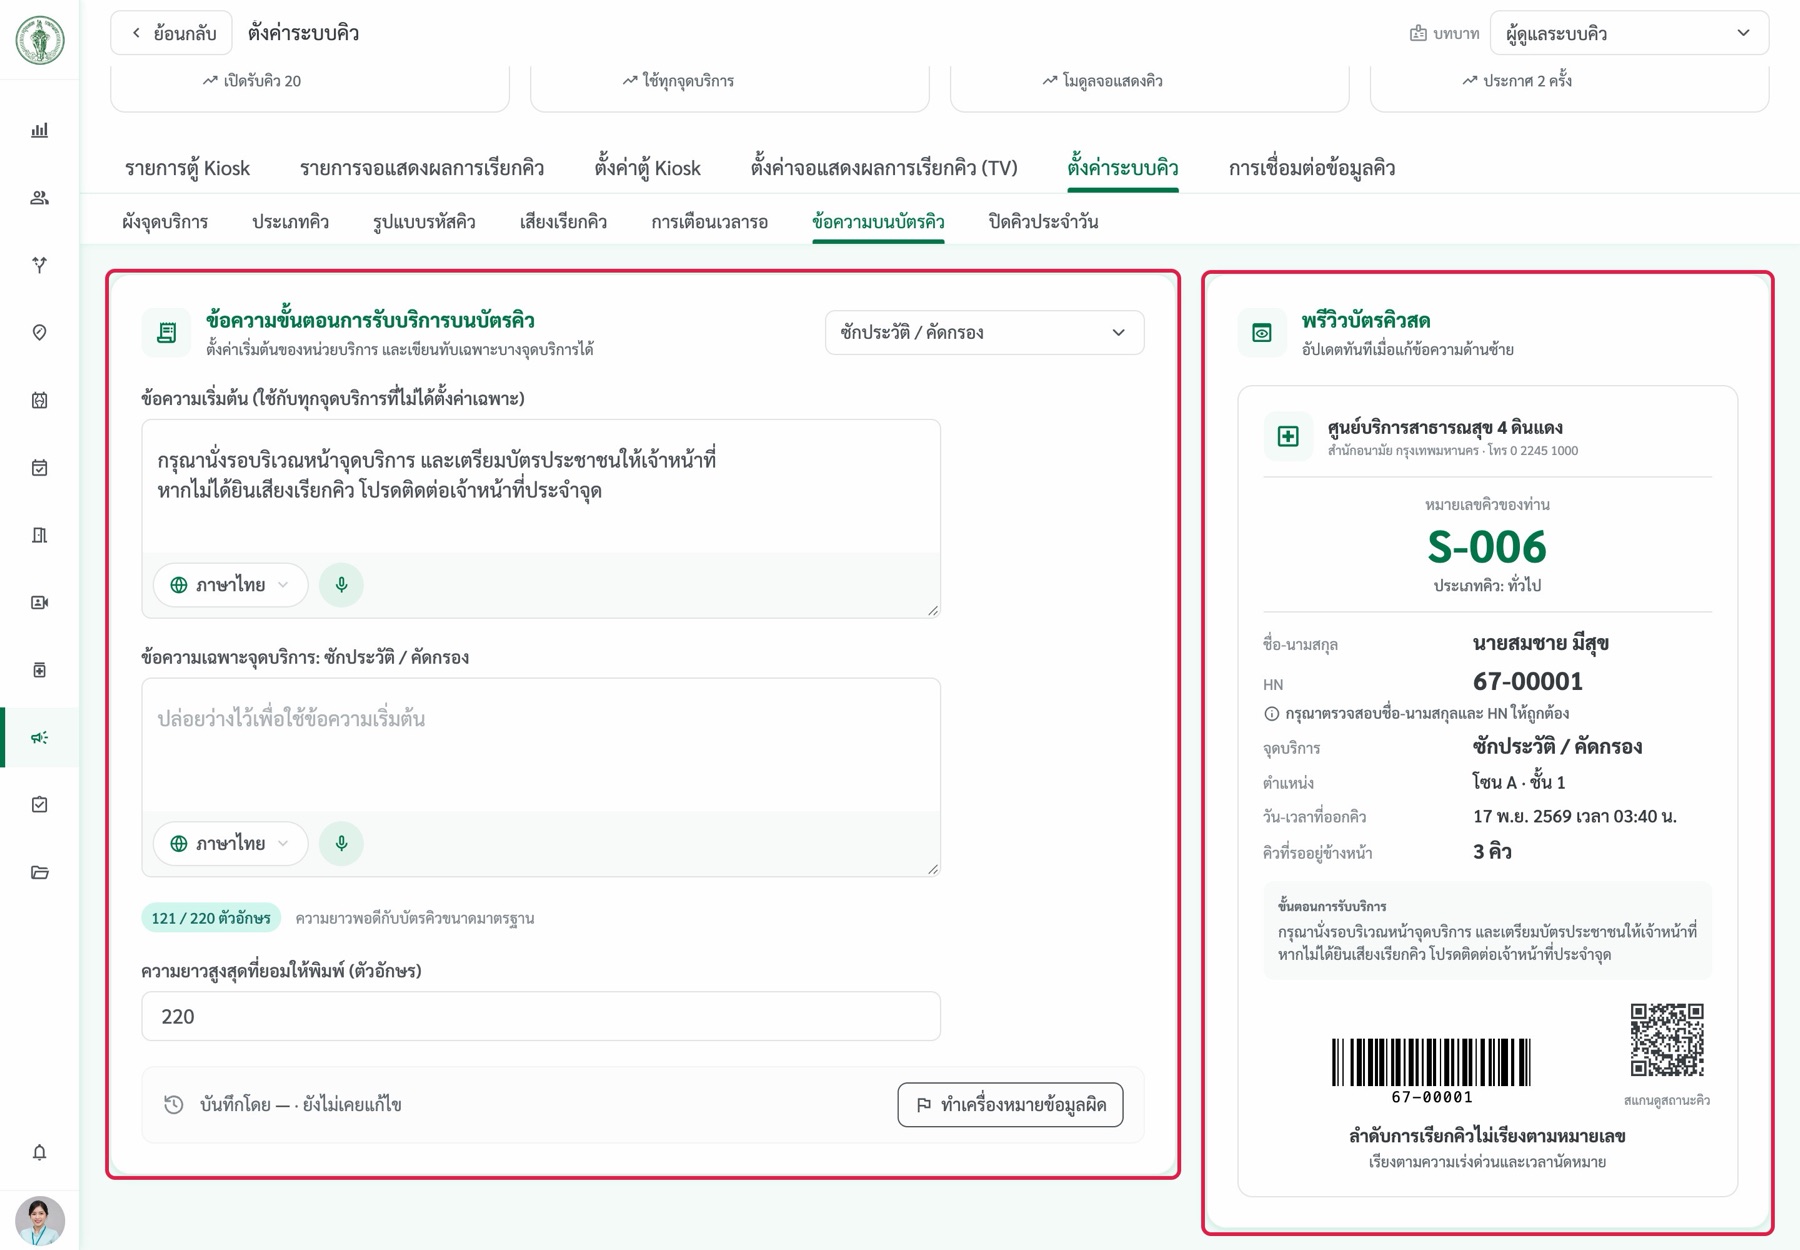 ย้อนกลับ
ตั้งค่าระบบคิว
บทบาท
ผู้ดูแลระบบคิว
เปิดรับคิว 20
ใช้ทุกจุดบริการ
โมดูลจอแสดงคิว
ประกาศ 2 ครั้ง
รายการตู้ Kiosk
รายการจอแสดงผลการเรียกคิว
ตั้งค่าตู้ Kiosk
ตั้งค่าจอแสดงผลการเรียกคิว (TV)
ตั้งค่าระบบคิว
การเชื่อมต่อข้อมูลคิว
ผังจุดบริการ
ประเภทคิว
รูปแบบรหัสคิว
เสียงเรียกคิว
การเตือนเวลารอ
ข้อความบนบัตรคิว
ปิดคิวประจำวัน
ข้อความขั้นตอนการรับบริการบนบัตรคิว
ตั้งค่าเริ่มต้นของหน่วยบริการ และเขียนทับเฉพาะบางจุดบริการได้
ซักประวัติ / คัดกรอง
ข้อความเริ่มต้น (ใช้กับทุกจุดบริการที่ไม่ได้ตั้งค่าเฉพาะ)
กรุณานั่งรอบริเวณหน้าจุดบริการ และเตรียมบัตรประชาชนให้เจ้าหน้าที่
หากไม่ได้ยินเสียงเรียกคิว โปรดติดต่อเจ้าหน้าที่ประจำจุด
ภาษาไทย
ข้อความเฉพาะจุดบริการ: ซักประวัติ / คัดกรอง
ปล่อยว่างไว้เพื่อใช้ข้อความเริ่มต้น
ภาษาไทย
121 / 220 ตัวอักษร
ความยาวพอดีกับบัตรคิวขนาดมาตรฐาน
ความยาวสูงสุดที่ยอมให้พิมพ์ (ตัวอักษร)
220
บันทึกโดย — · ยังไม่เคยแก้ไข
ทำเครื่องหมายข้อมูลผิด
พรีวิวบัตรคิวสด
อัปเดตทันทีเมื่อแก้ข้อความด้านซ้าย
ศูนย์บริการสาธารณสุข 4 ดินแดง
สำนักอนามัย กรุงเทพมหานคร · โทร 0 2245 1000
หมายเลขคิวของท่าน
S-006
ประเภทคิว: ทั่วไป
ชื่อ-นามสกุล
นายสมชาย มีสุข
HN
67-00001
กรุณาตรวจสอบชื่อ-นามสกุลและ HN ให้ถูกต้อง
จุดบริการ
ซักประวัติ / คัดกรอง
ตำแหน่ง
โซน A · ชั้น 1
วัน-เวลาที่ออกคิว
17 พ.ย. 2569 เวลา 03:40 น.
คิวที่รออยู่ข้างหน้า
3 คิว
ขั้นตอนการรับบริการ
กรุณานั่งรอบริเวณหน้าจุดบริการ และเตรียมบัตรประชาชนให้เจ้าหน้าที่
หากไม่ได้ยินเสียงเรียกคิว โปรดติดต่อเจ้าหน้าที่ประจำจุด
67-00001
สแกนดูสถานะคิว
ลำดับการเรียกคิวไม่เรียงตามหมายเลข
เรียงตามความเร่งด่วนและเวลานัดหมาย